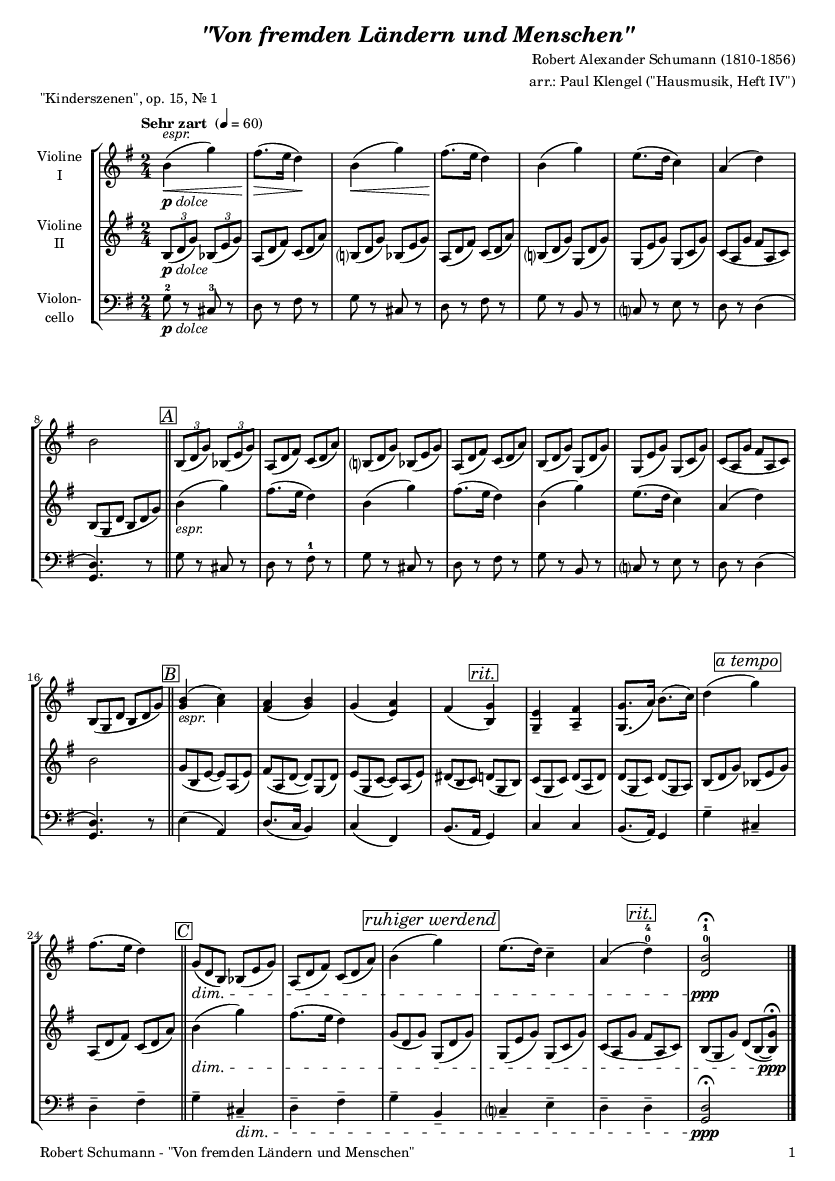 "Von fremden Ländern und Menschen"
Robert Alexander Schumann (1810-1856)
arr.: Paul Klengel ("Hausmusik, Heft IV")
"Kinderszenen", op. 15, № 1
Sehr zart (♩ = 60)
espr.
Violine
I
p dolce
3 3
Violine
II
p dolce
2 3
Violon-
cello
p dolce
8
A
3 3
espr.
1
16
B
rit.
a tempo
espr.
24
C
ruhiger werdend
rit.
4
0
1
0
dim.
ppp
dim.
ppp
dim.
ppp
Robert Schumann - "Von fremden Ländern und Menschen"
1